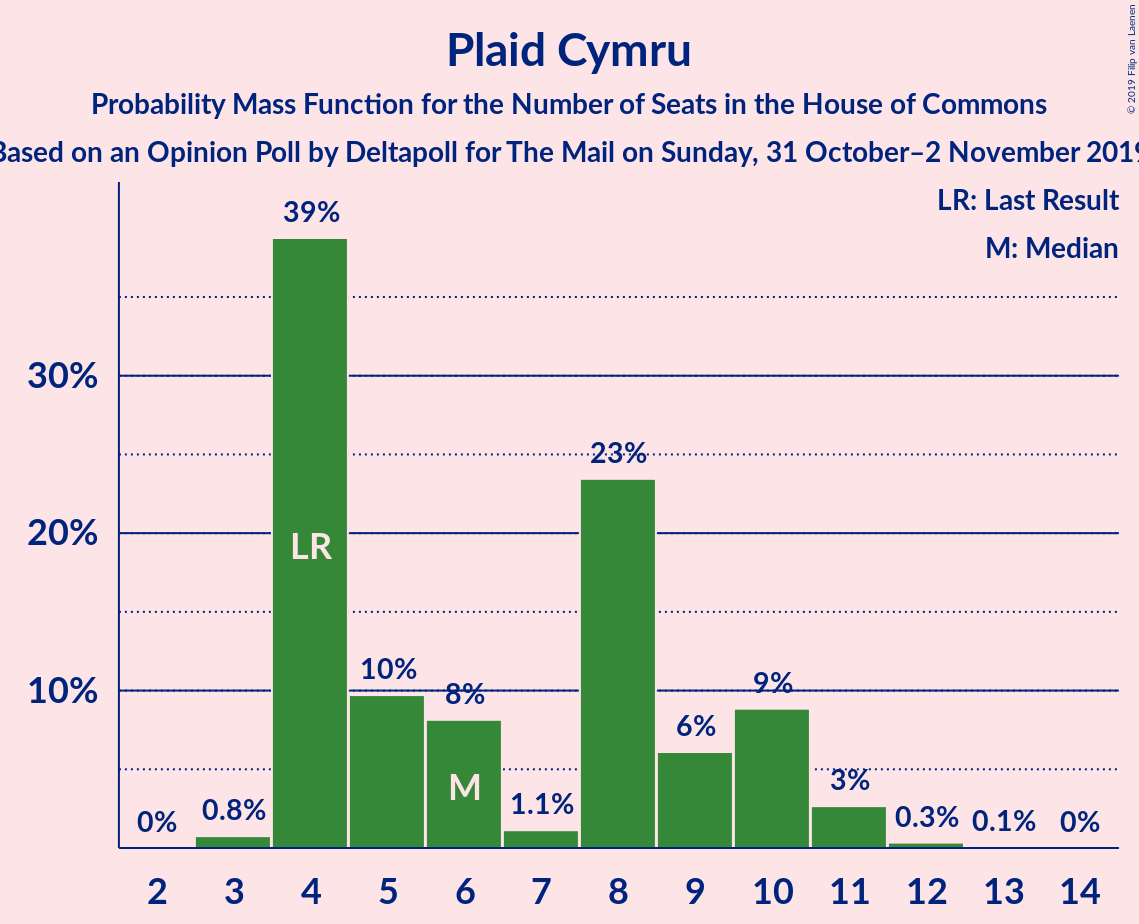 Plaid Cymru
Probability Mass Function for the Number of Seats in the House of Commons
Based on an Opinion Poll by Deltapoll for The Mail on Sunday, 31 October–2 November 2019
© 2019 Filip van Laenen
LR: Last Result
M: Median
39%
30%
23%
20%
LR
10%
10%
8%
9%
6%
M
3%
0%
0.8%
1.1%
0.3%
0.1%
0%
2 3 4 5 6 7 8 9 10 11 12 13 14